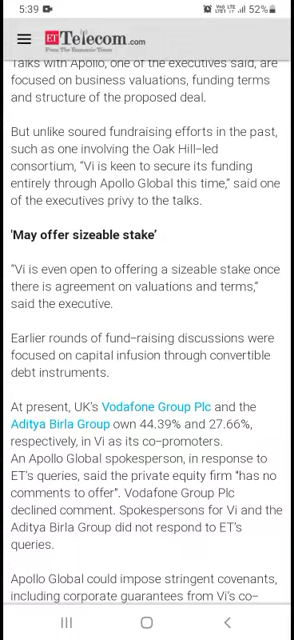 5:39
52%
ETTelecom.com
From The Economic Times
Talks with Apollo, one of the executives said, are
focused on business valuations, funding terms
and structure of the proposed deal.
But unlike soured fundraising efforts in the past,
such as one involving the Oak Hill-led
consortium, “Vi is keen to secure its funding
entirely through Apollo Global this time,” said one
of the executives privy to the talks.
'May offer sizeable stake’
“Vi is even open to offering a sizeable stake once
there is agreement on valuations and terms,”
said the executive.
Earlier rounds of fund-raising discussions were
focused on capital infusion through convertible
debt instruments.
At present, UK’s Vodafone Group Plc and the
Aditya Birla Group own 44.39% and 27.66%,
respectively, in Vi as its co-promoters.
An Apollo Global spokesperson, in response to
ET’s queries, said the private equity firm "has no
comments to offer". Vodafone Group Plc
declined comment. Spokespersons for Vi and the
Aditya Birla Group did not respond to ET’s
queries.
Apollo Global could impose stringent covenants,
including corporate guarantees from Vi’s co-